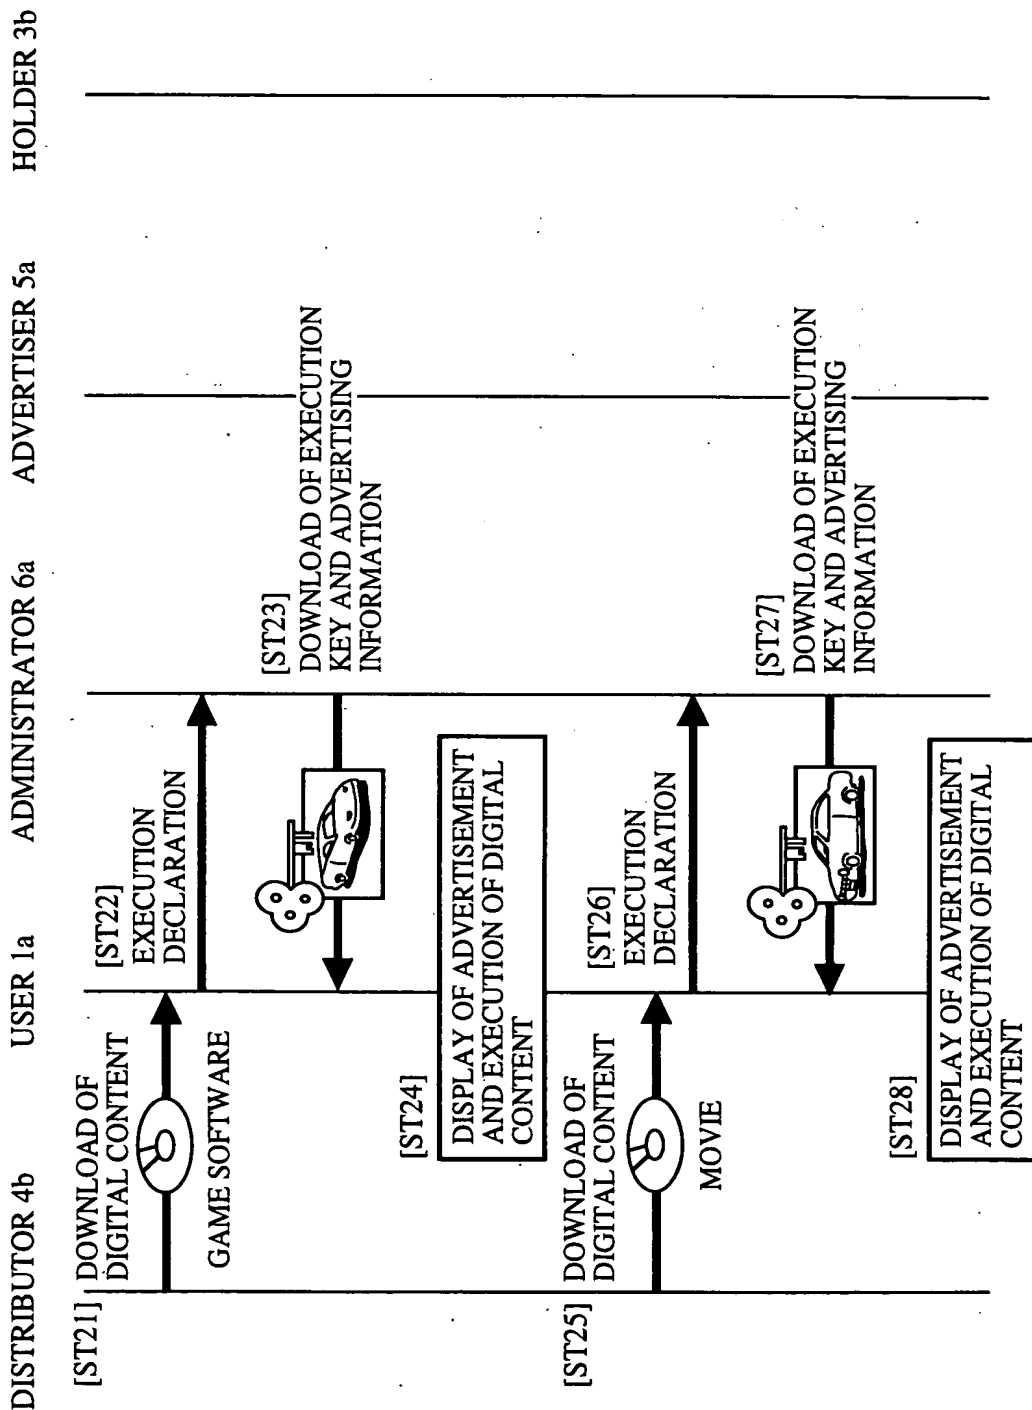 DISTRIBUTOR 4b
USER 1a
ADMINISTRATOR 6a
ADVERTISER 5a
HOLDER 3b
[ST21]
DOWNLOAD OF
DIGITAL CONTENT
GAME SOFTWARE
[ST22]
EXECUTION
DECLARATION
[ST23]
DOWNLOAD OF EXECUTION
KEY AND ADVERTISING
INFORMATION
[ST24]
DISPLAY OF ADVERTISEMENT
AND EXECUTION OF DIGITAL
CONTENT
[ST25]
DOWNLOAD OF
DIGITAL CONTENT
MOVIE
[ST26]
EXECUTION
DECLARATION
[ST27]
DOWNLOAD OF EXECUTION
KEY AND ADVERTISING
INFORMATION
[ST28]
DISPLAY OF ADVERTISEMENT
AND EXECUTION OF DIGITAL
CONTENT